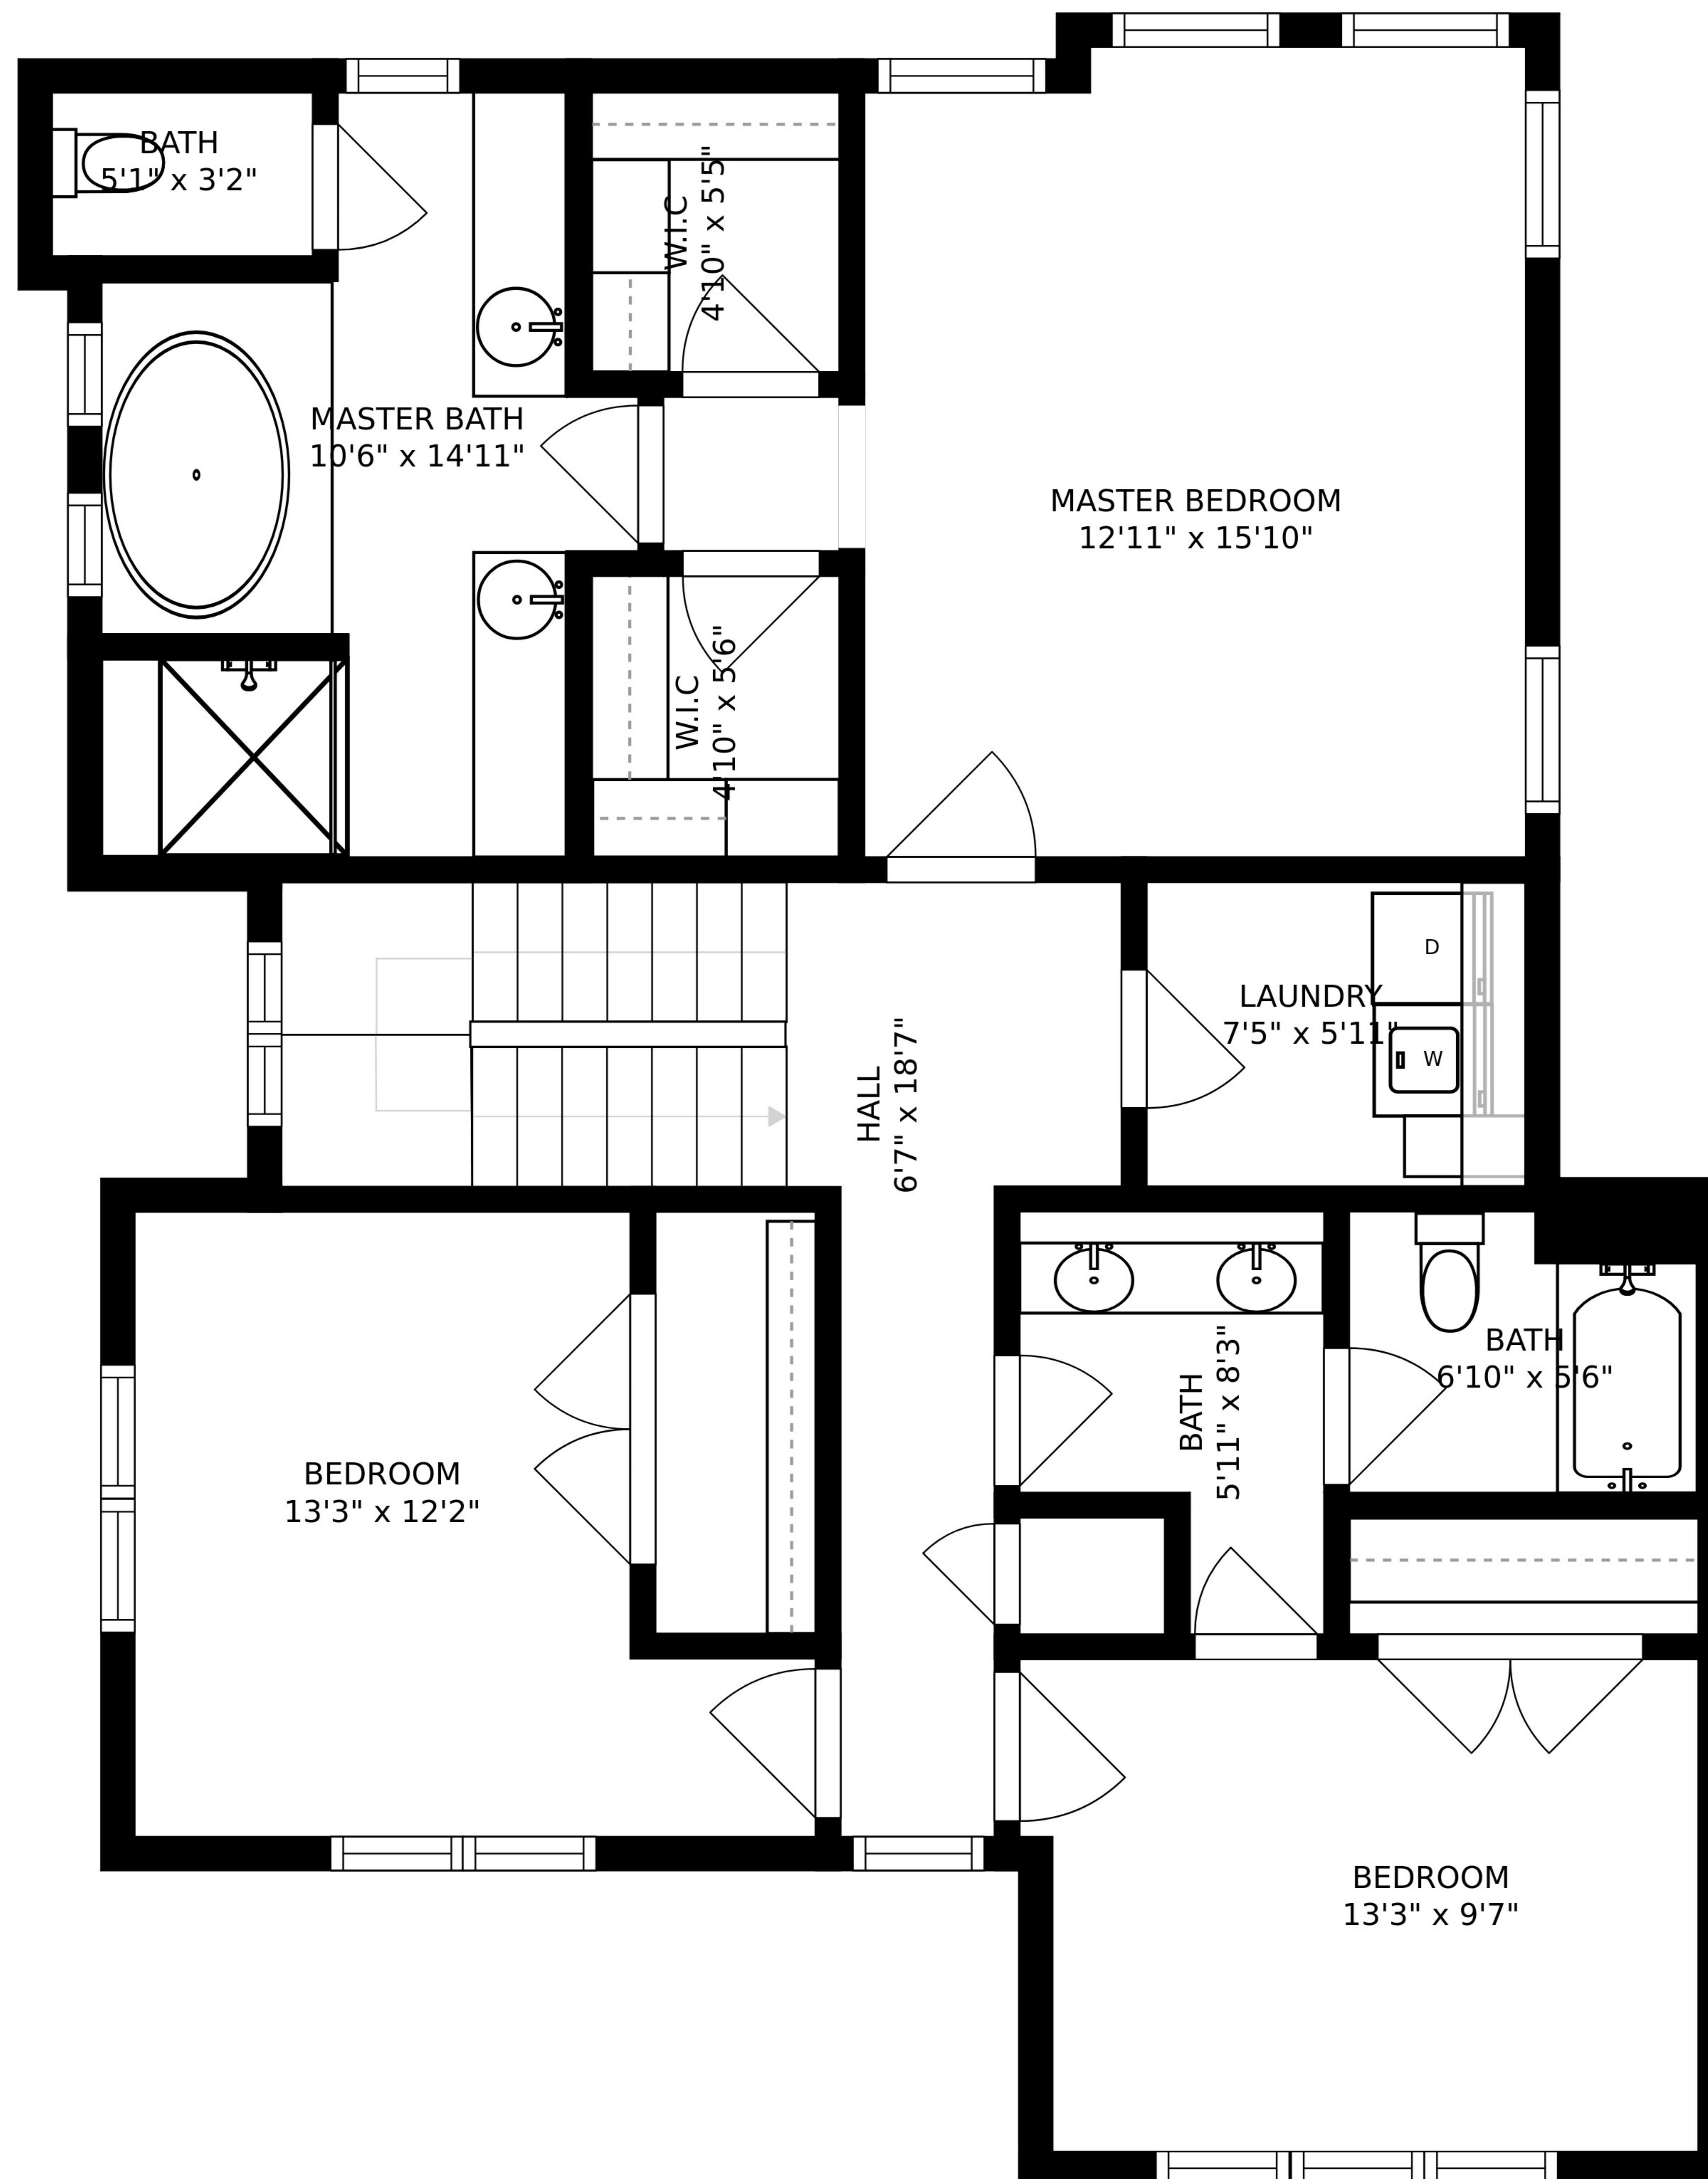 BATH
5'1" x 3'2"
W.I.C
4'10" x 5'5"
MASTER BATH
10'6" x 14'11"
MASTER BEDROOM
12'11" x 15'10"
W.I.C
4'10" x 5'6"
D
LAUNDRY
7'5" x 5'11"
W
HALL
6'7" x 18'7"
BATH
5'11" x 8'3"
BATH
6'10" x 5'6"
BEDROOM
13'3" x 12'2"
BEDROOM
13'3" x 9'7"